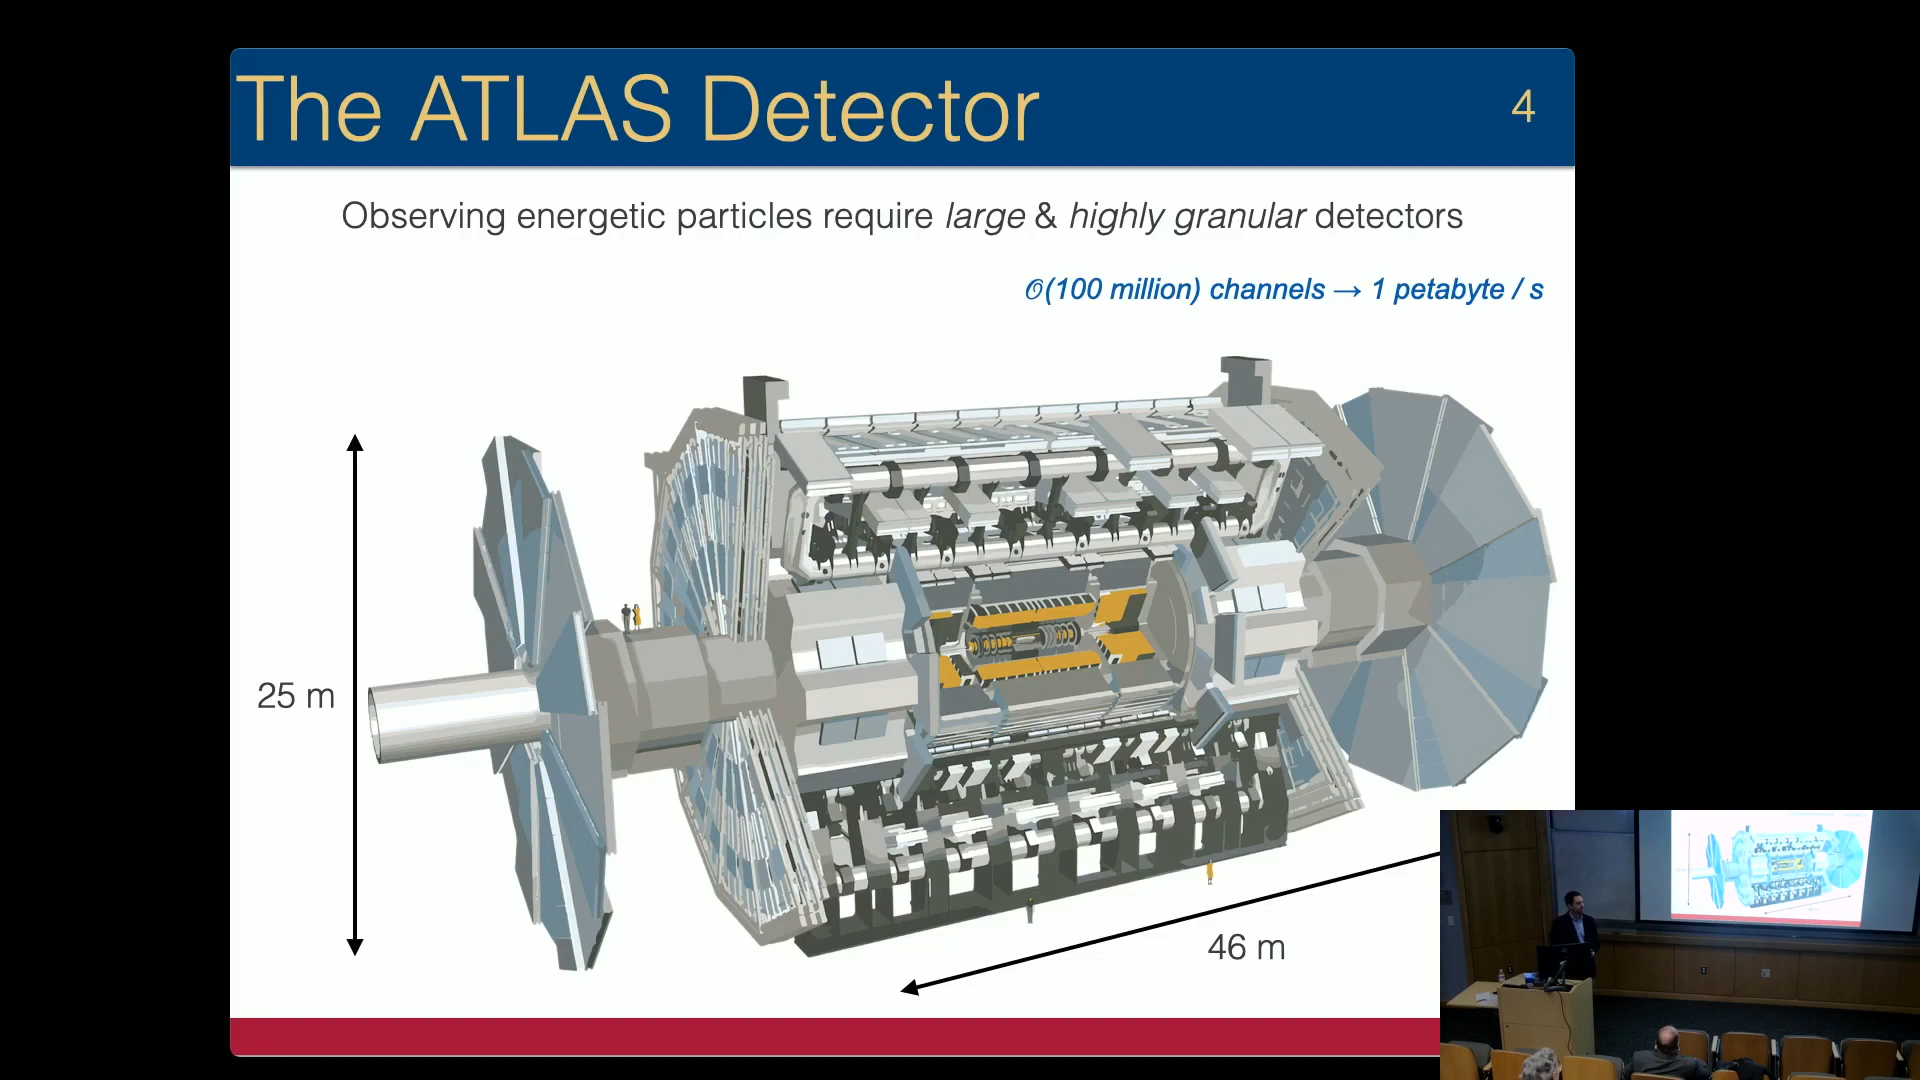 The ATLAS Detector
4
Observing energetic particles require large & highly granular detectors
𝒪(100 million) channels → 1 petabyte / s
25 m
46 m